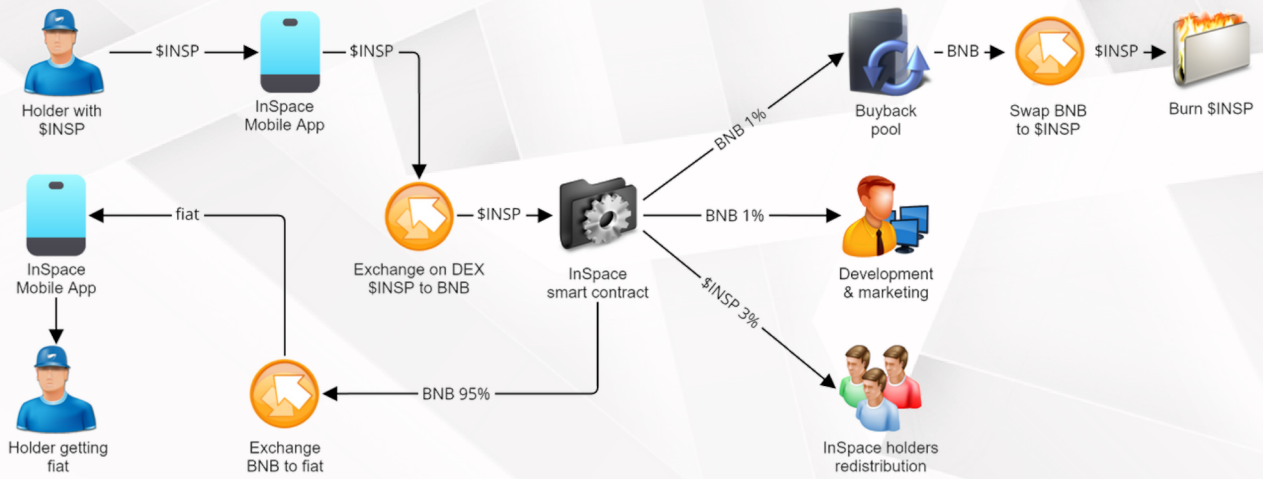 $INSP
$INSP
BNB
$INSP
Holder with
$INSP
InSpace
Mobile App
Buyback
pool
Swap BNB
to $INSP
Burn $INSP
BNB 1%
fiat
$INSP
BNB 1%
InSpace
Mobile App
Exchange on DEX
$INSP to BNB
InSpace
smart contract
Development
& marketing
$INSP 3%
BNB 95%
Holder getting
fiat
Exchange
BNB to fiat
InSpace holders
redistribution